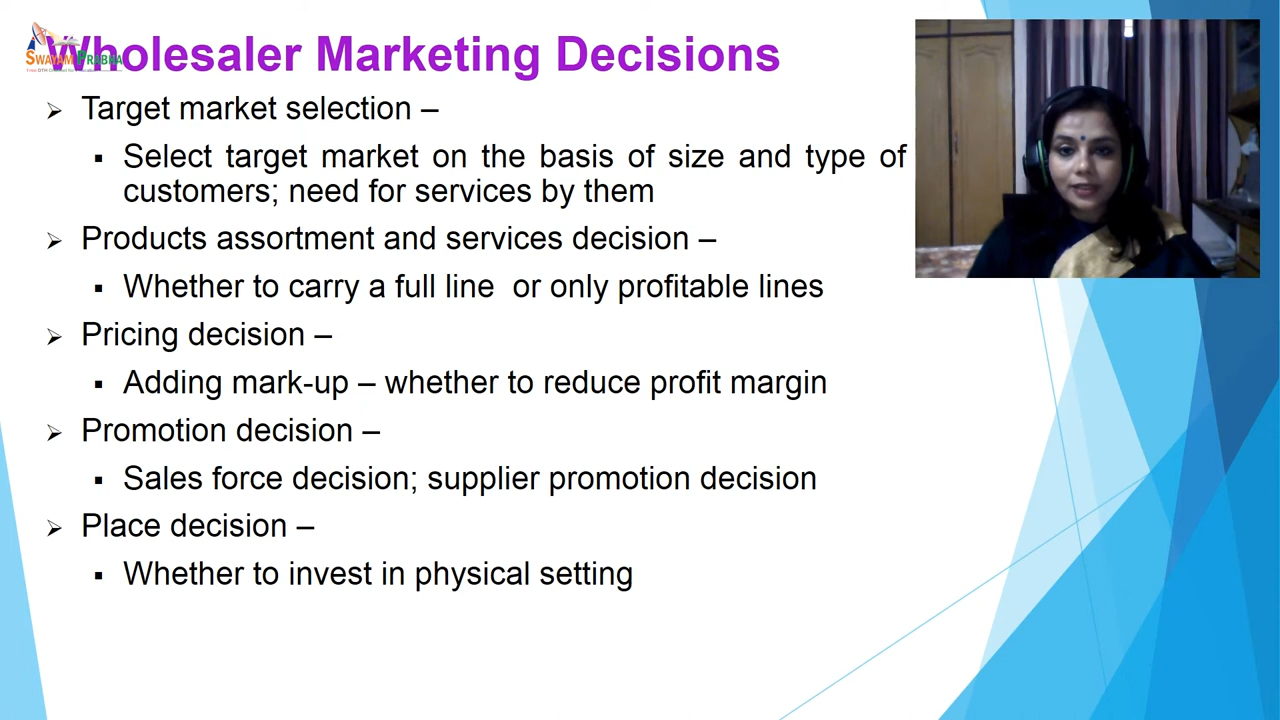 Wholesaler Marketing Decisions
SWAYAM PRABHA
➢ Target market selection –
▪ Select target market on the basis of size and type of
customers; need for services by them
➢ Products assortment and services decision –
▪ Whether to carry a full line or only profitable lines
➢ Pricing decision –
▪ Adding mark-up – whether to reduce profit margin
➢ Promotion decision –
▪ Sales force decision; supplier promotion decision
➢ Place decision –
▪ Whether to invest in physical setting